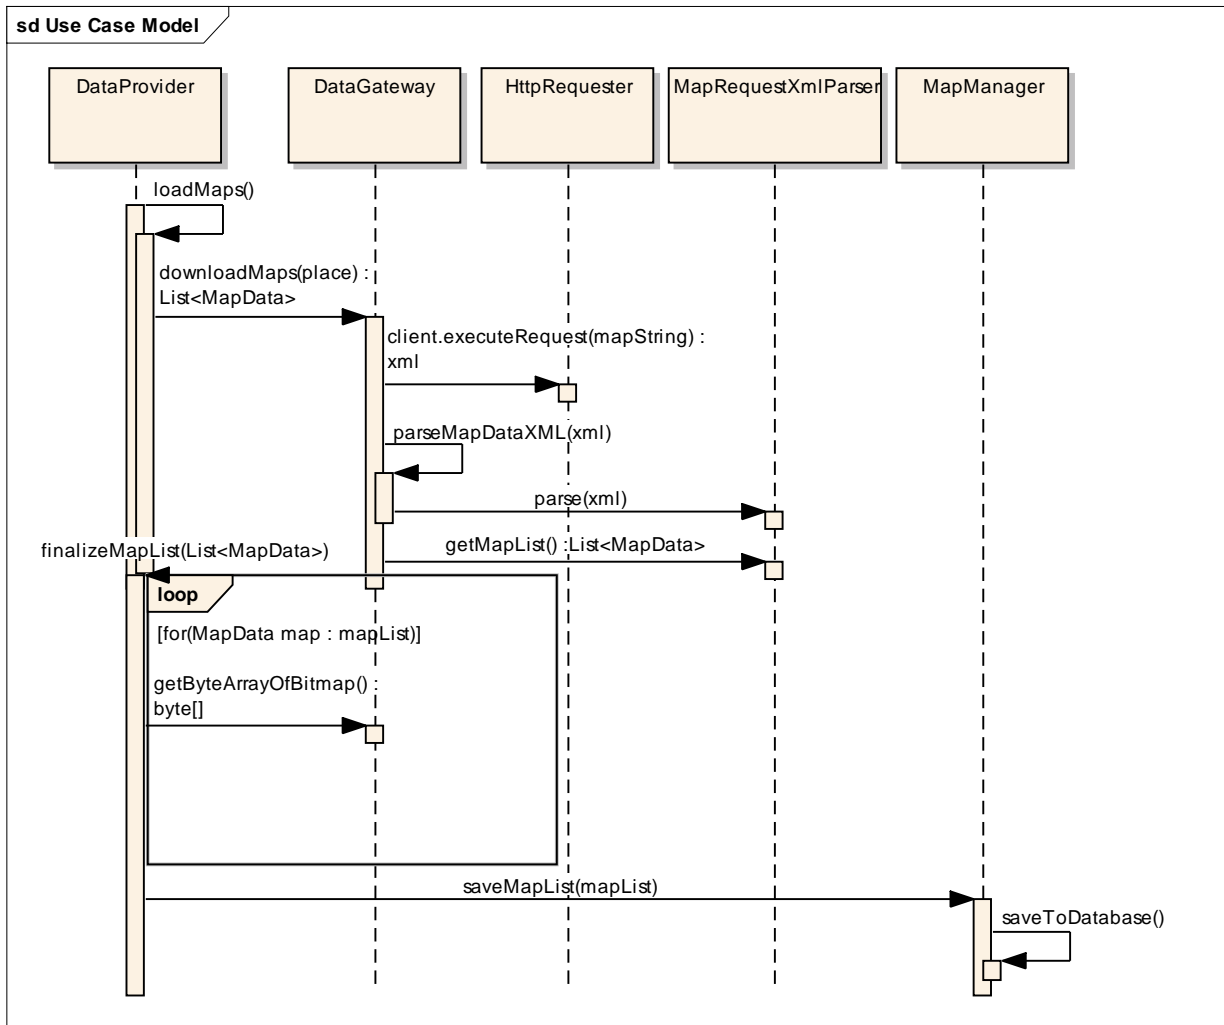 sd Use Case Model
DataProvider
DataGateway
HttpRequester
MapRequestXmlParser
MapManager
loadMaps()
downloadMaps(place) :
List<MapData>
client.executeRequest(mapString) :
xml
parseMapDataXML(xml)
parse(xml)
getMapList() :List<MapData>
finalizeMapList(List<MapData>)
loop
[for(MapData map : mapList)]
getByteArrayOfBitmap() :
byte[]
saveMapList(mapList)
saveToDatabase()